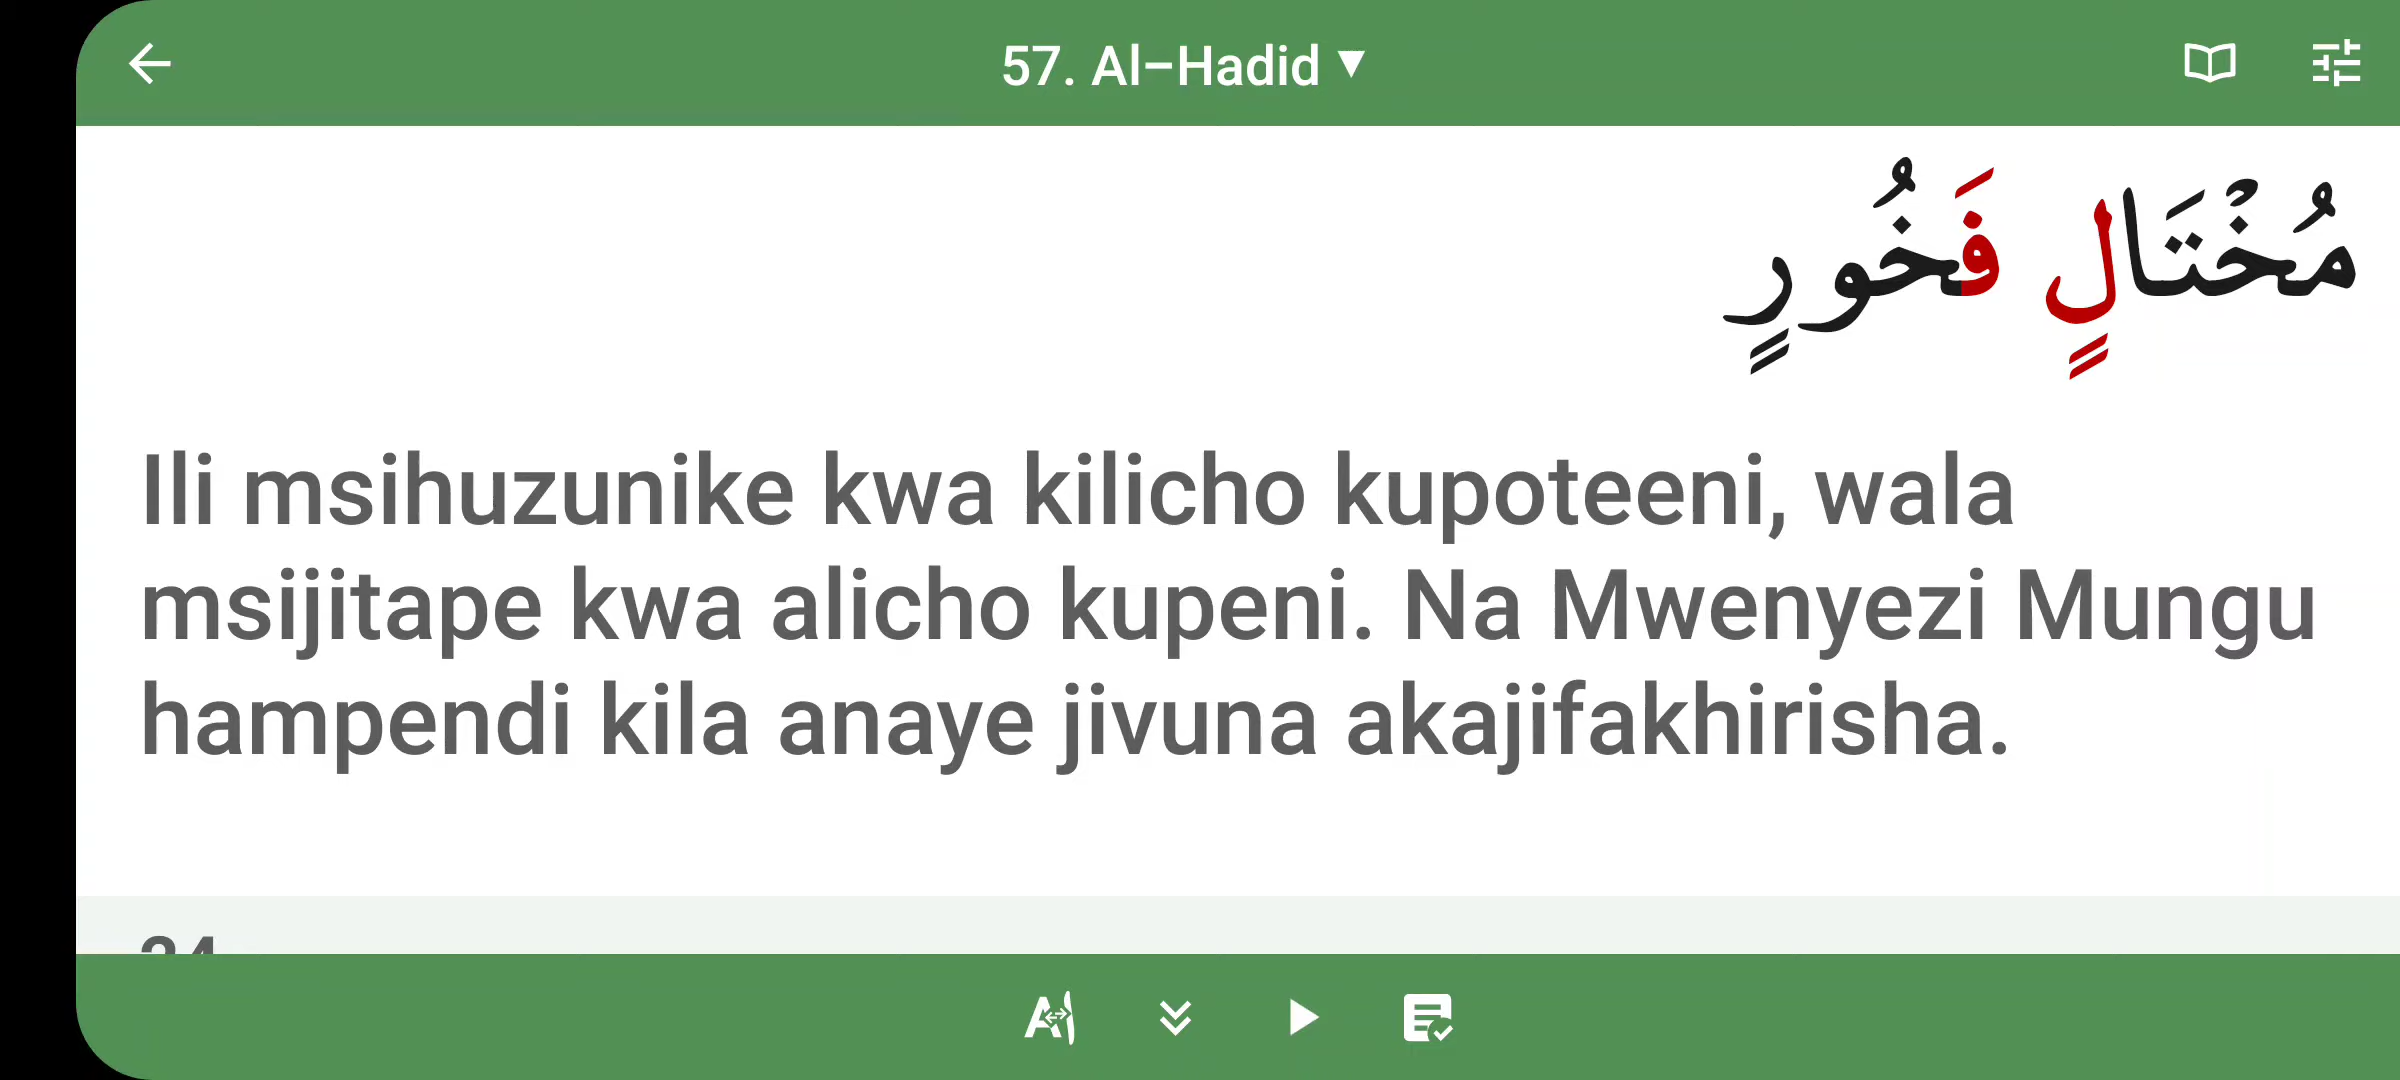 57. Al-Hadid ▼
مُخْتَالٍ فَخُورٍ
Ili msihuzunike kwa kilicho kupoteeni, wala
msijitape kwa alicho kupeni. Na Mwenyezi Mungu
hampendi kila anaye jivuna akajifakhirisha.